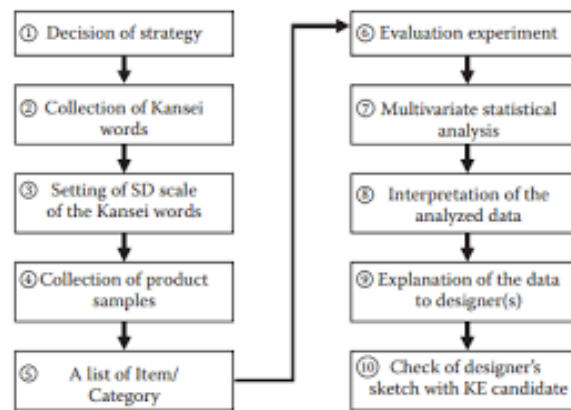 ① Decision of strategy
② Collection of Kansei
words
③ Setting of SD scale
of the Kansei words
④ Collection of product
samples
⑤ A list of Item/
Category
⑥ Evaluation experiment
⑦ Multivariate statistical
analysis
⑧ Interpretation of the
analyzed data
⑨ Explanation of the data
to designer(s)
⑩ Check of designer's
sketch with KE candidate